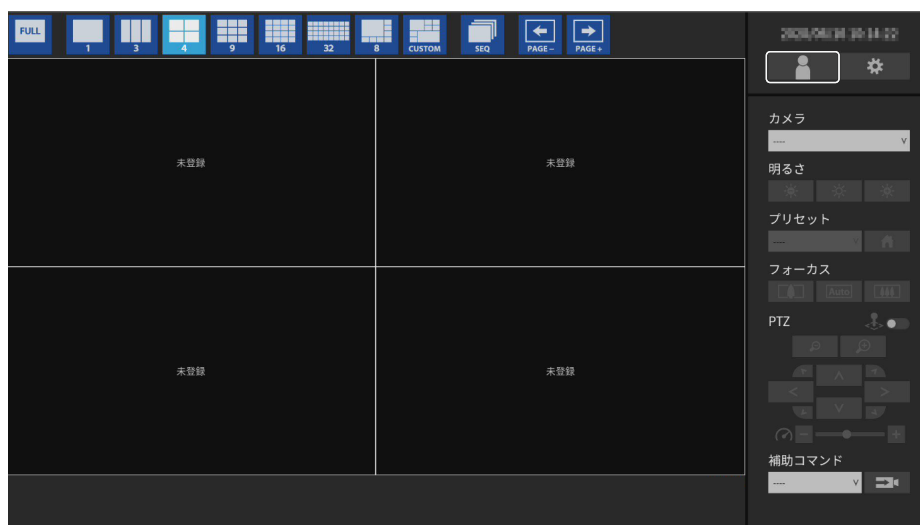 FULL
1
3
4
9
16
32
8
CUSTOM
SEQ
PAGE−
PAGE+
カメラ
----
v
未登録
未登録
明るさ
プリセット
----
フォーカス
Auto
PTZ
未登録
未登録
補助コマンド
----
v